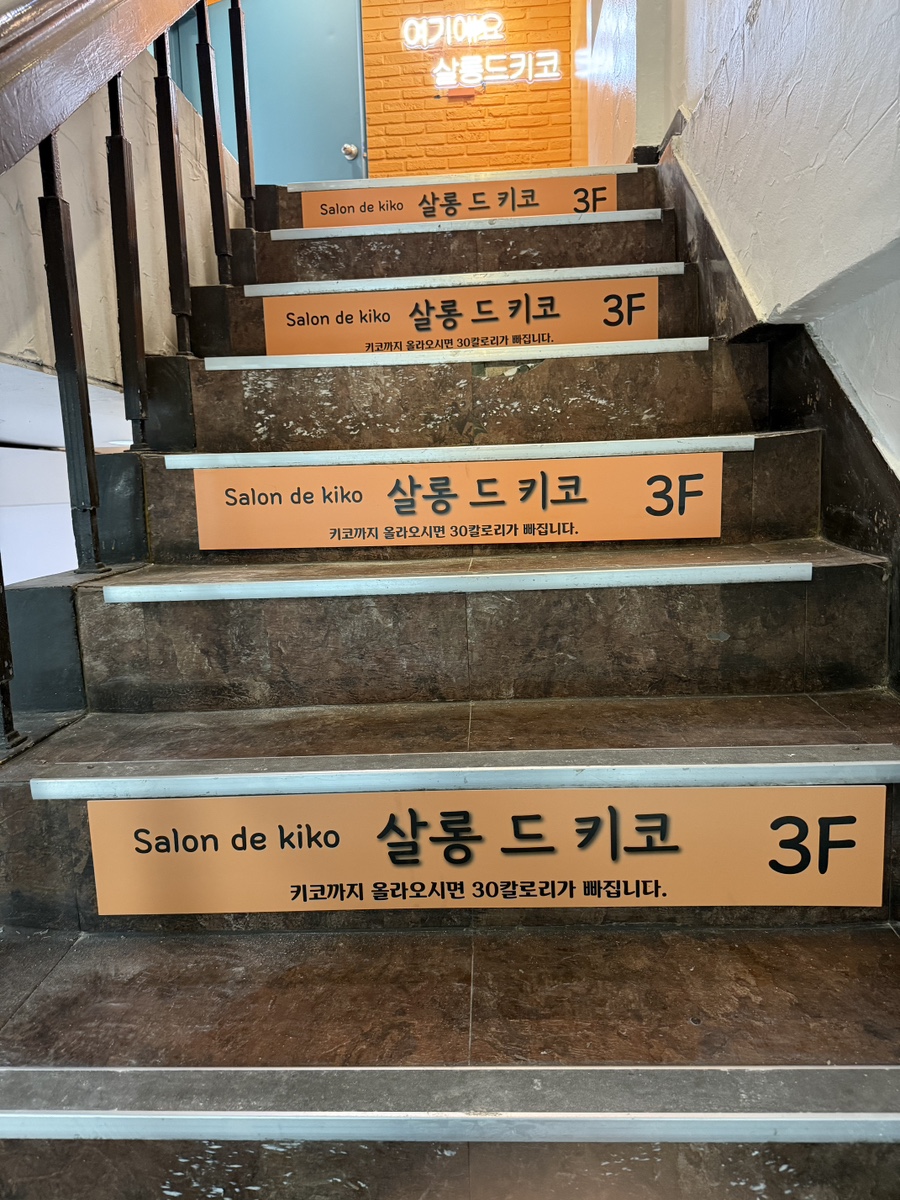 여기에요
살롱드키코
Salon de kiko 살롱 드 키코 3F
Salon de kiko 살롱 드 키코 3F
키코까지 올라오시면 30칼로리가 빠집니다.
Salon de kiko 살롱 드 키코 3F
키코까지 올라오시면 30칼로리가 빠집니다.
Salon de kiko 살롱 드 키코 3F
키코까지 올라오시면 30칼로리가 빠집니다.